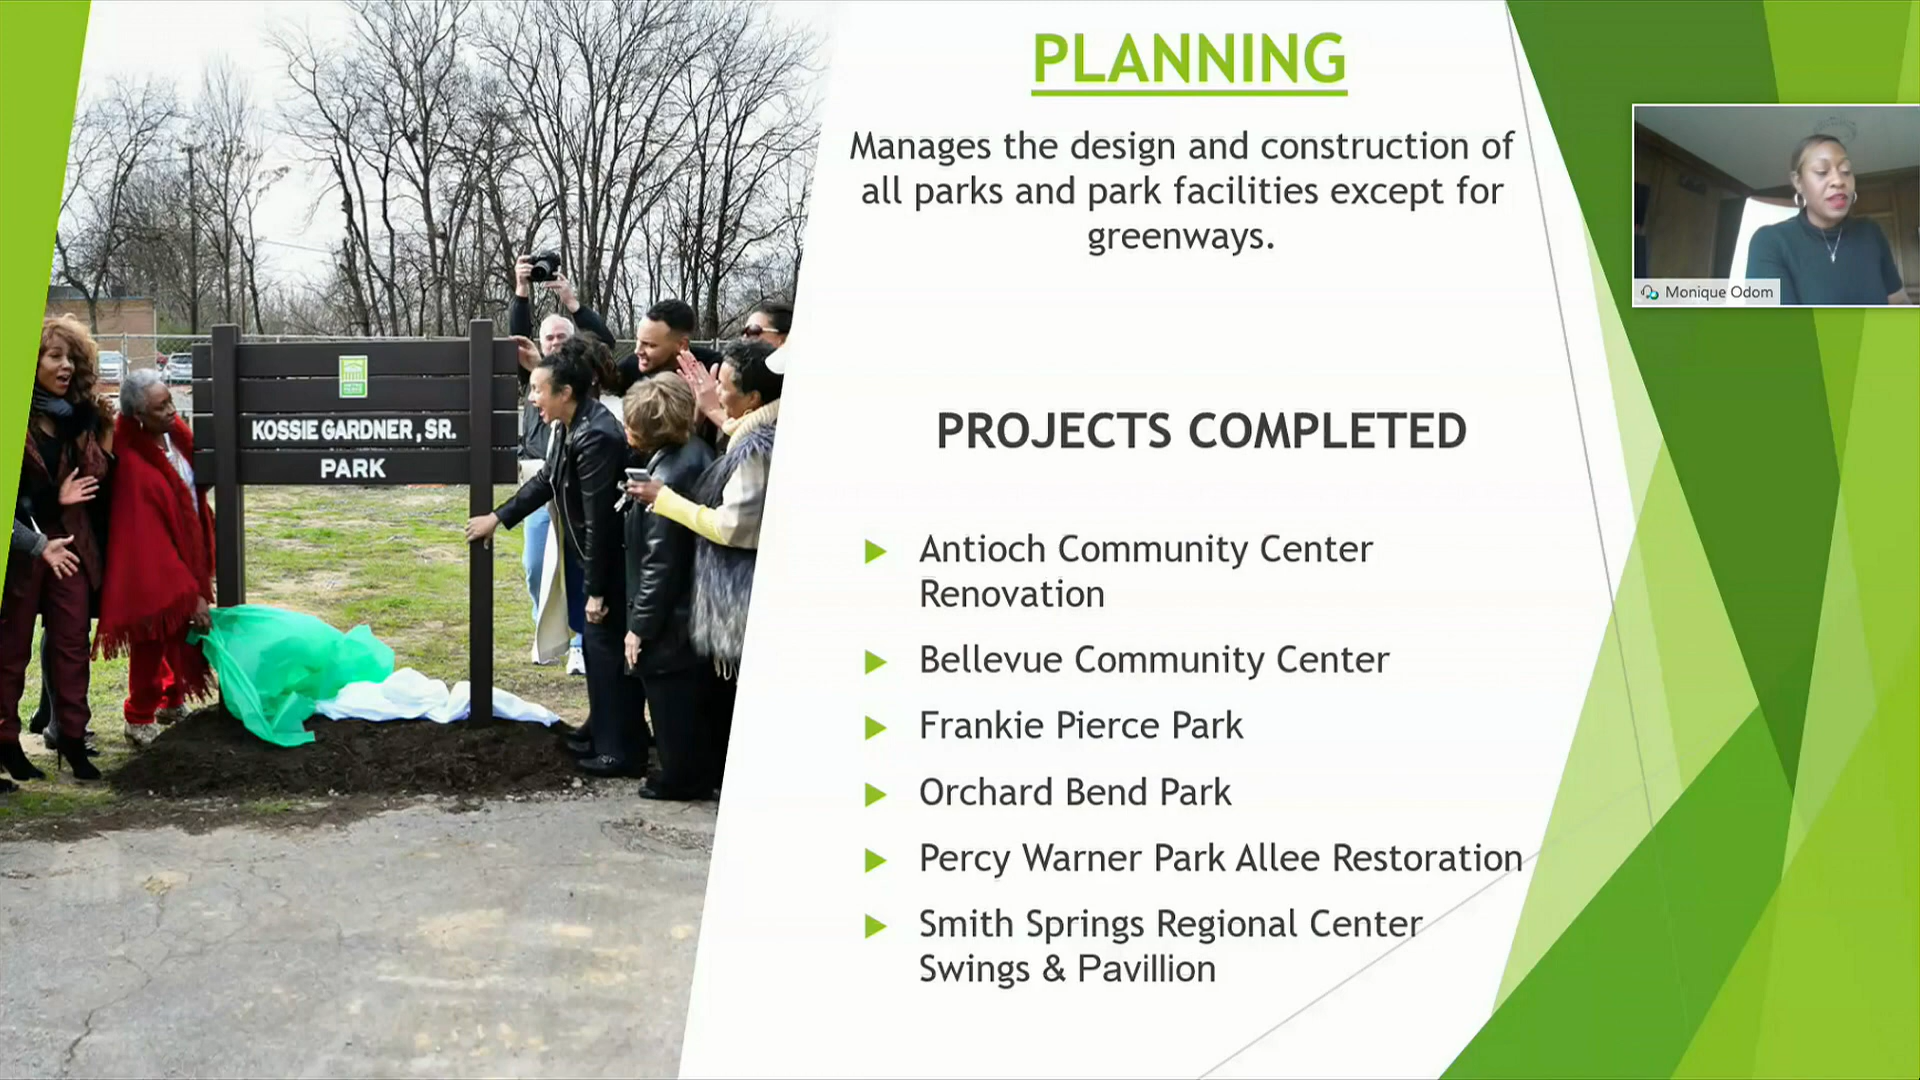 PLANNING
Manages the design and construction of
all parks and park facilities except for
greenways.
Monique Odom
KOSSIE GARDNER, SR.
PARK
PROJECTS COMPLETED
Antioch Community Center
Renovation
Bellevue Community Center
Frankie Pierce Park
Orchard Bend Park
Percy Warner Park Allee Restoration
Smith Springs Regional Center
Swings & Pavillion